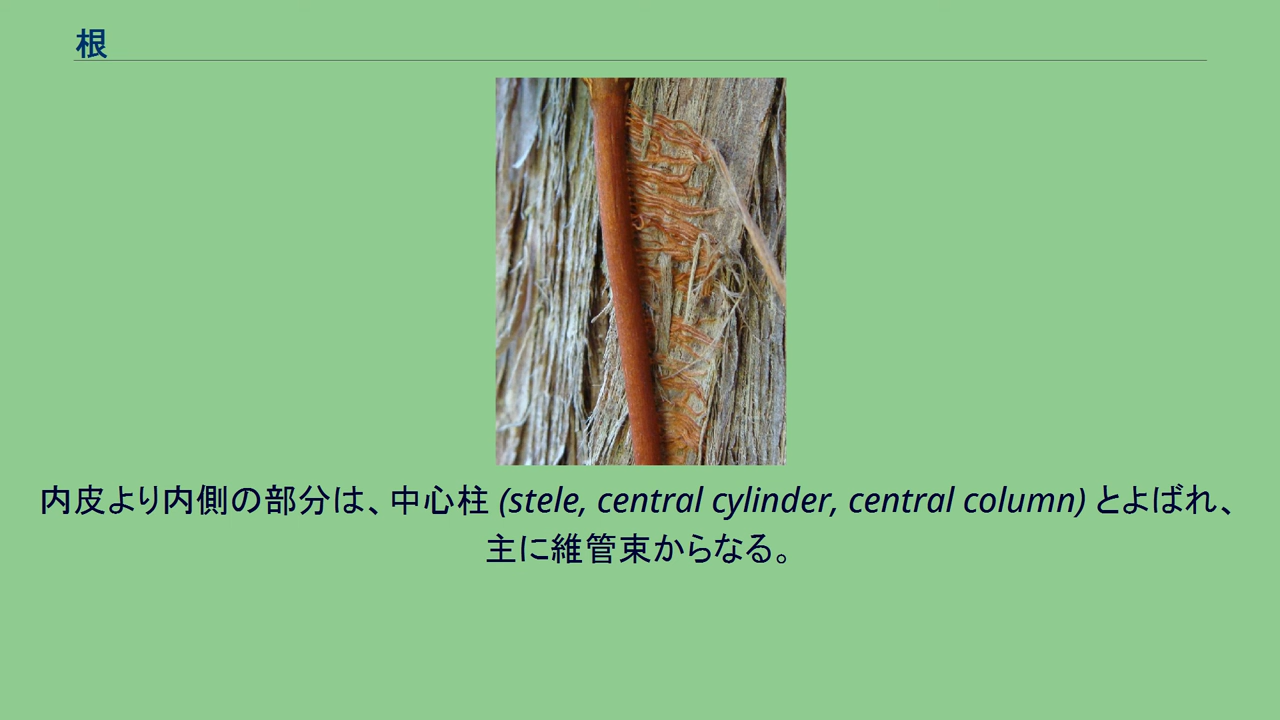 根
内皮より内側の部分は、中心柱 (stele, central cylinder, central column) とよばれ、
主に維管束からなる。